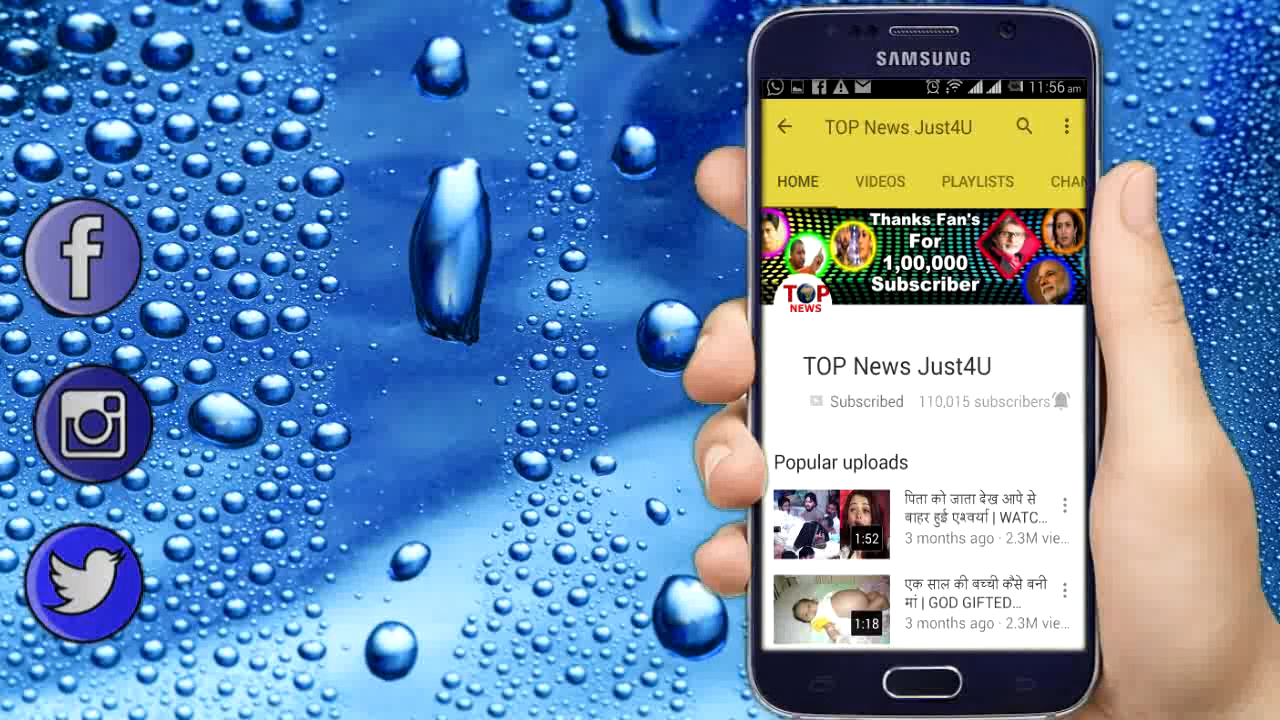 SAMSUNG
11:56 am
TOP News Just4U
HOME VIDEOS PLAYLISTS CHAN
Thanks Fan's
For
1,00,000
Subscriber
TOP
NEWS
TOP News Just4U
Subscribed 110,015 subscribers
Popular uploads
पिता को जाता देख आपे से
बाहर हुई एश्वर्या | WATC...
3 months ago · 2.3M vie...
1:52
एक साल की बच्ची कैसे बनी
मां | GOD GIFTED...
3 months ago · 2.3M vie...
1:18